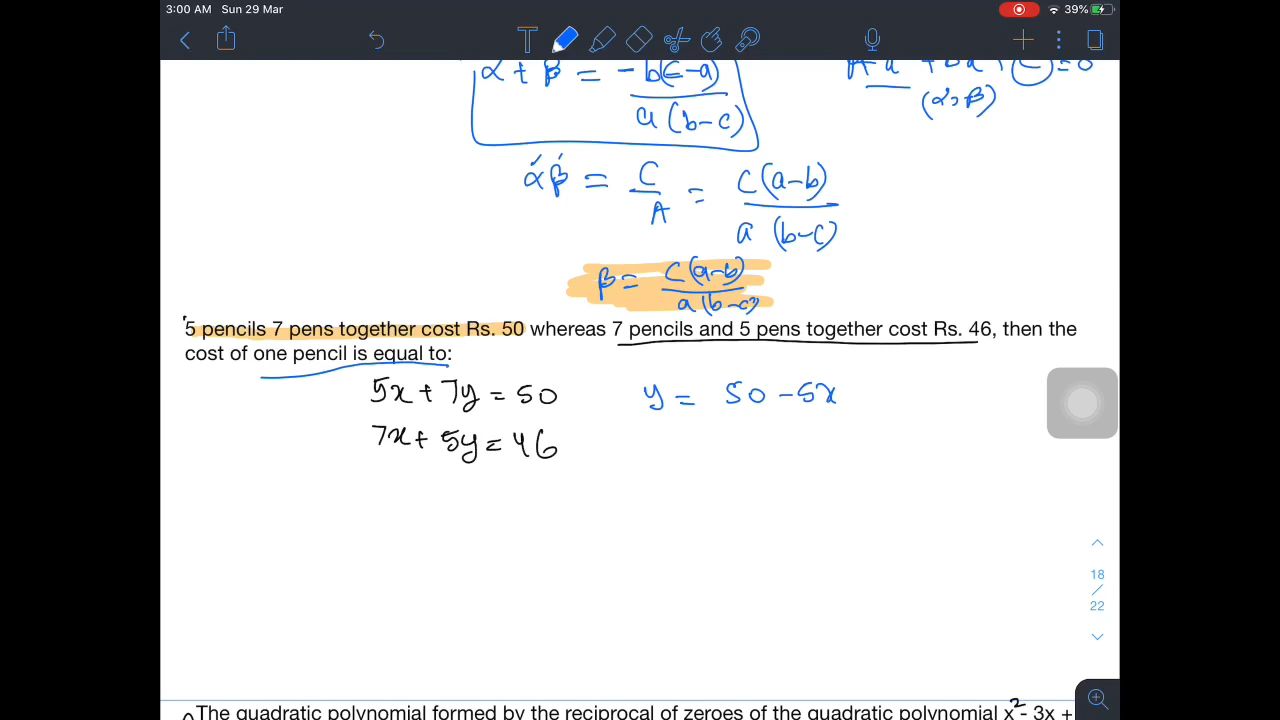 3:00 AM Sun 29 Mar
39%
α + β = -b(c-a)
a(b-c)
(α, β)
αβ = C = c(a-b)
A a (b-c)
β = c(a-b)
a(b-c)
5 pencils 7 pens together cost Rs. 50 whereas 7 pencils and 5 pens together cost Rs. 46, then the
cost of one pencil is equal to:
5x + 7y = 50 y = 50 - 5x
7x + 5y = 46
18
/
22
The quadratic polynomial formed by the reciprocal of zeroes of the quadratic polynomial x² - 3x +